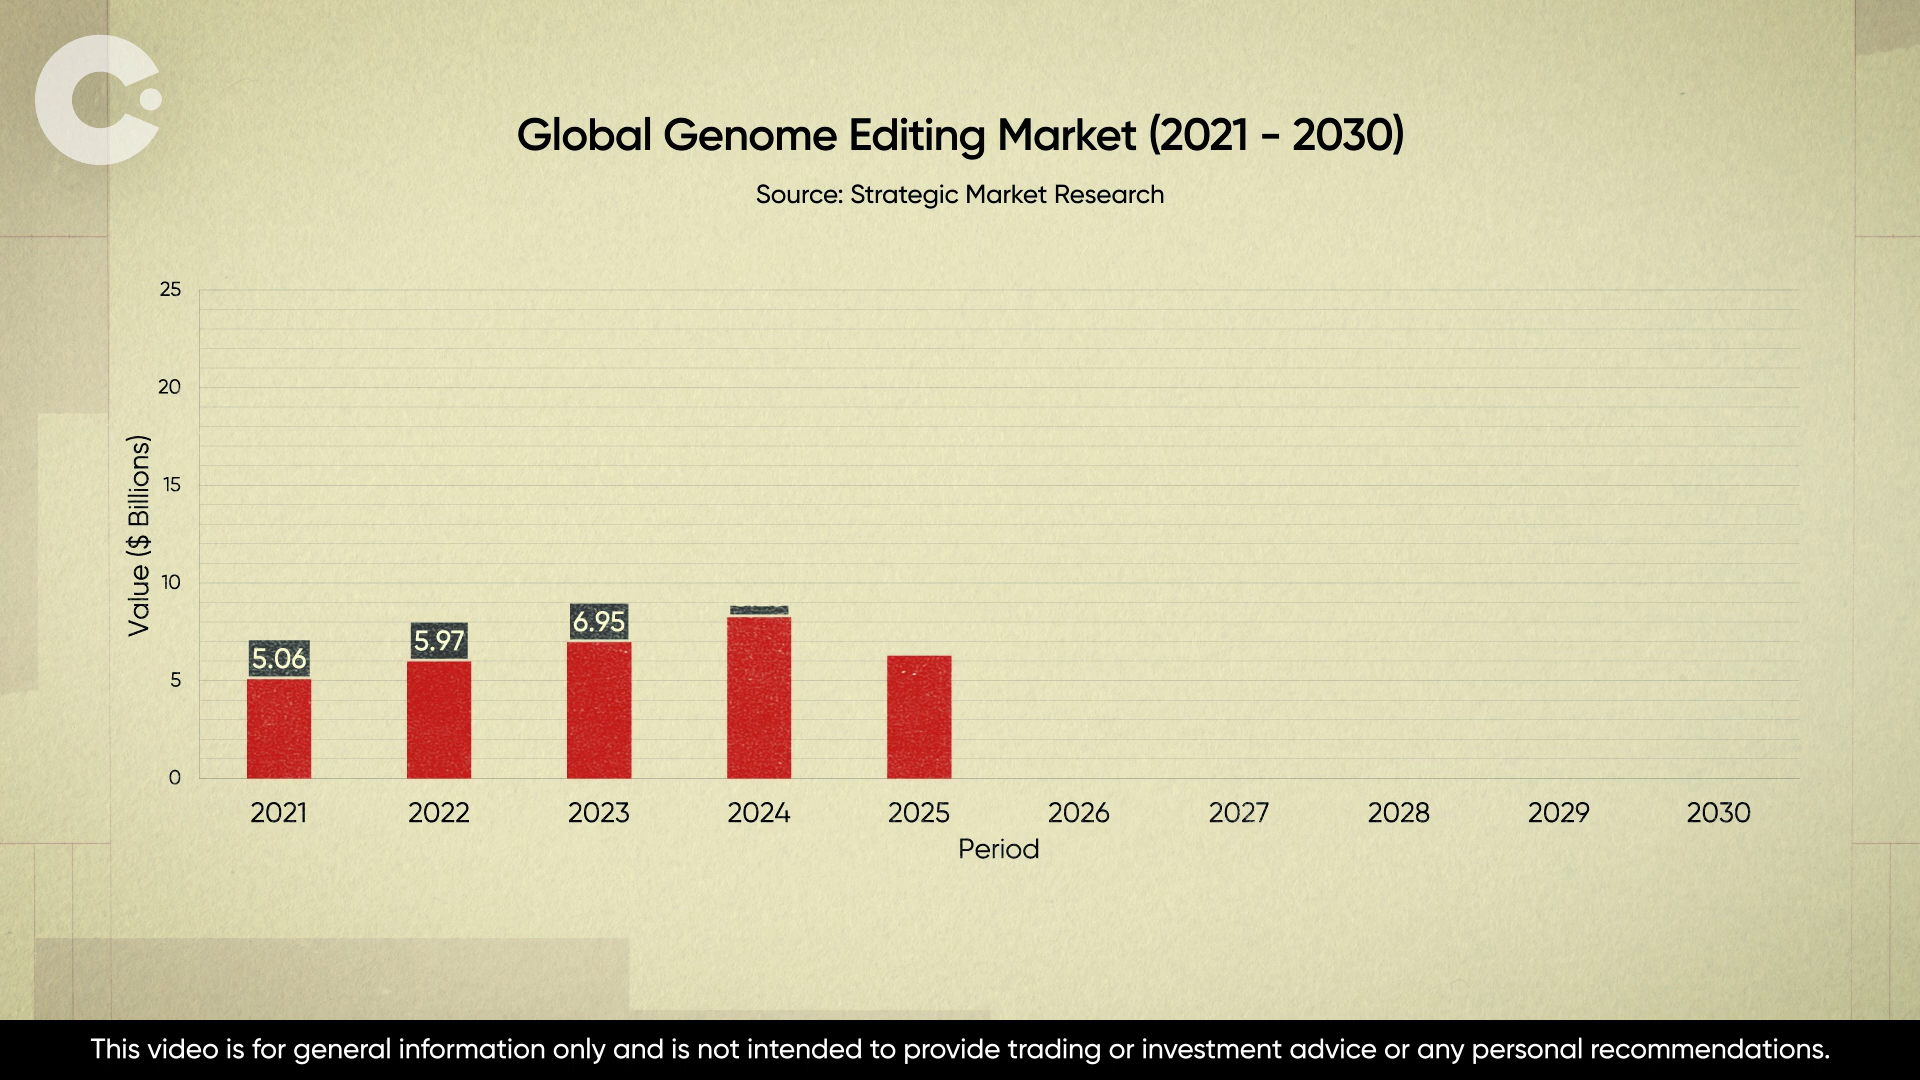 Global Genome Editing Market (2021 - 2030)
Source: Strategic Market Research
25
20
15
10
5
0
Value ($ Billions)
5.06
5.97
6.95
2021 2022 2023 2024 2025 2026 2027 2028 2029 2030
Period
This video is for general information only and is not intended to provide trading or investment advice or any personal recommendations.